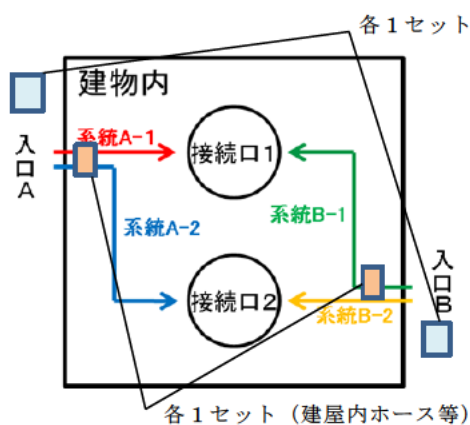 各１セット
建物内
入口A
系統A-1
接続口1
系統A-2
系統B-1
接続口2
系統B-2
入口B
各１セット（建屋内ホース等）